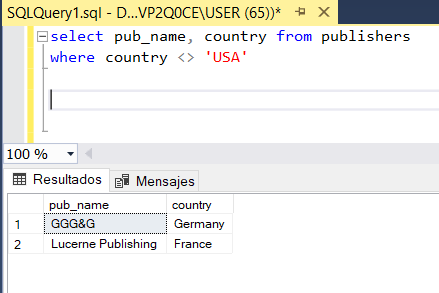 SQLQuery1.sql - D...VP2Q0CE\USER (65))*
select pub_name, country from publishers
where country <> 'USA'
100 %
Resultados Mensajes
pub_name country
1 GGG&G Germany
2 Lucerne Publishing France